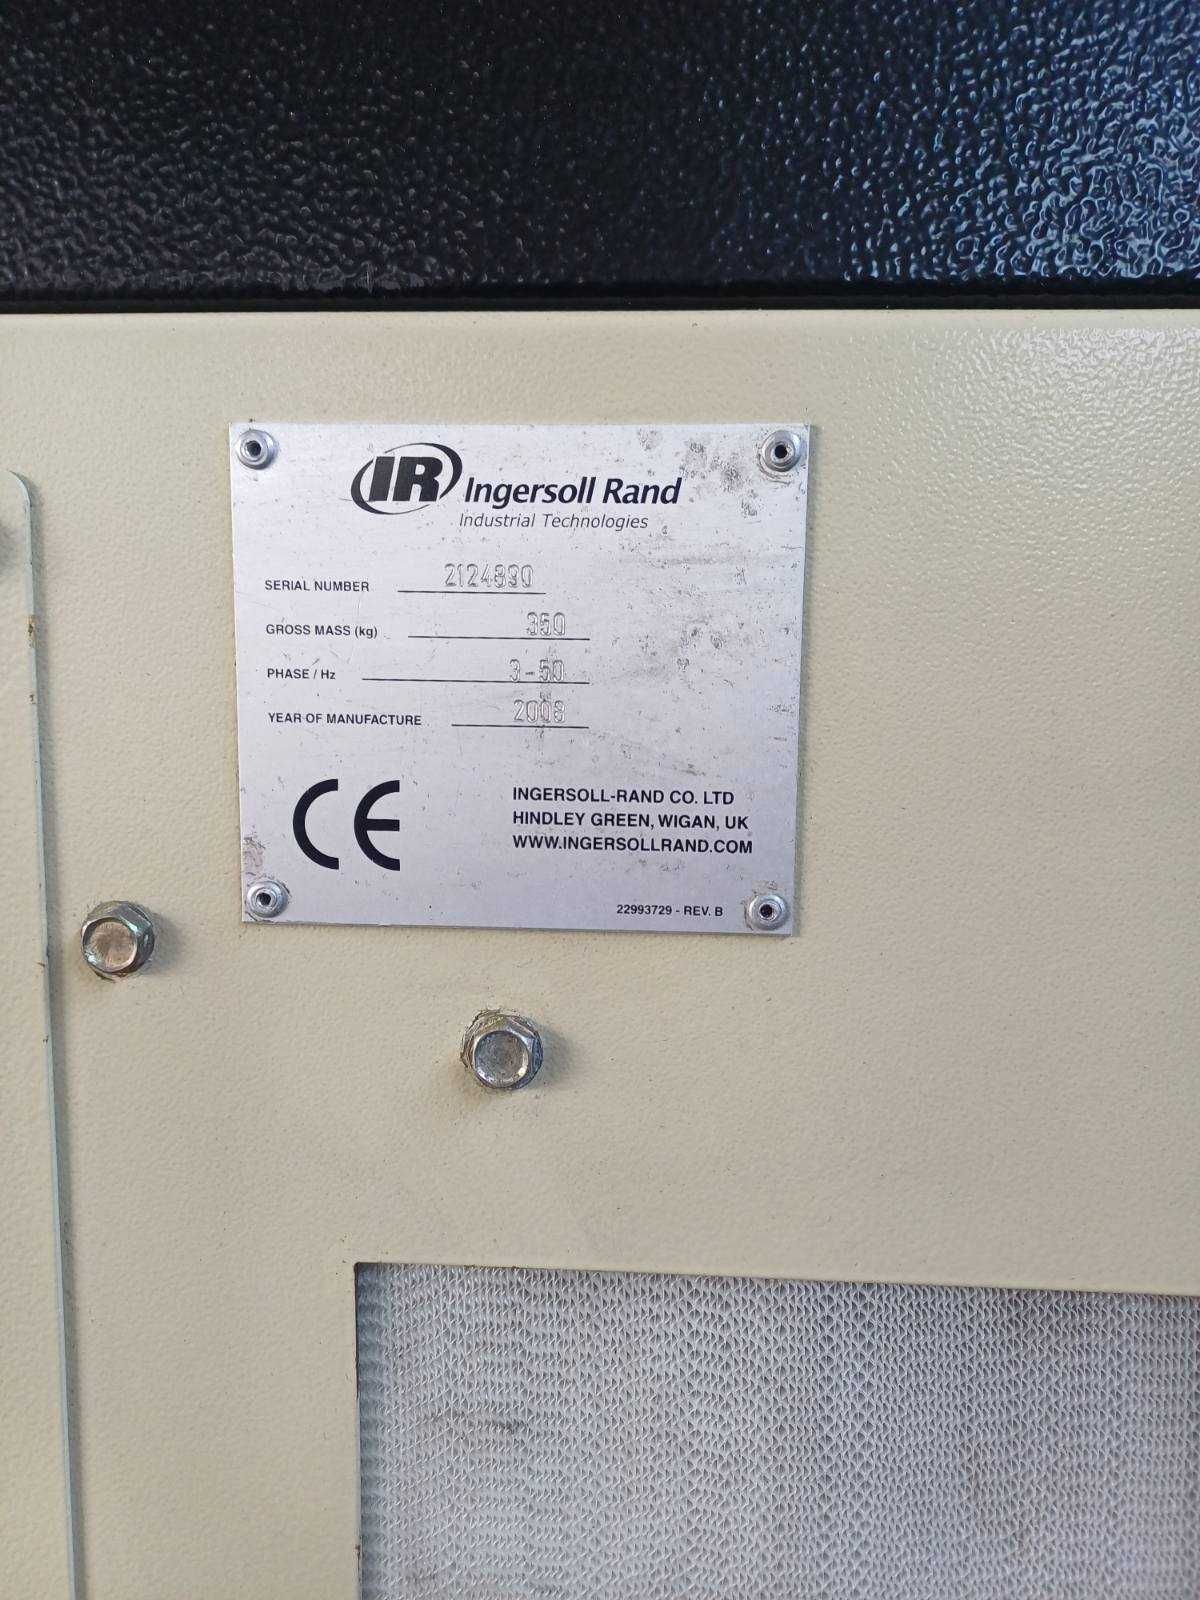 IR Ingersoll Rand
Industrial Technologies
SERIAL NUMBER 2124890
GROSS MASS (kg) 350
PHASE / Hz 3-50
YEAR OF MANUFACTURE 2008
CE
INGERSOLL-RAND CO. LTD
HINDLEY GREEN, WIGAN, UK
WWW.INGERSOLLRAND.COM
22993729 - REV. B